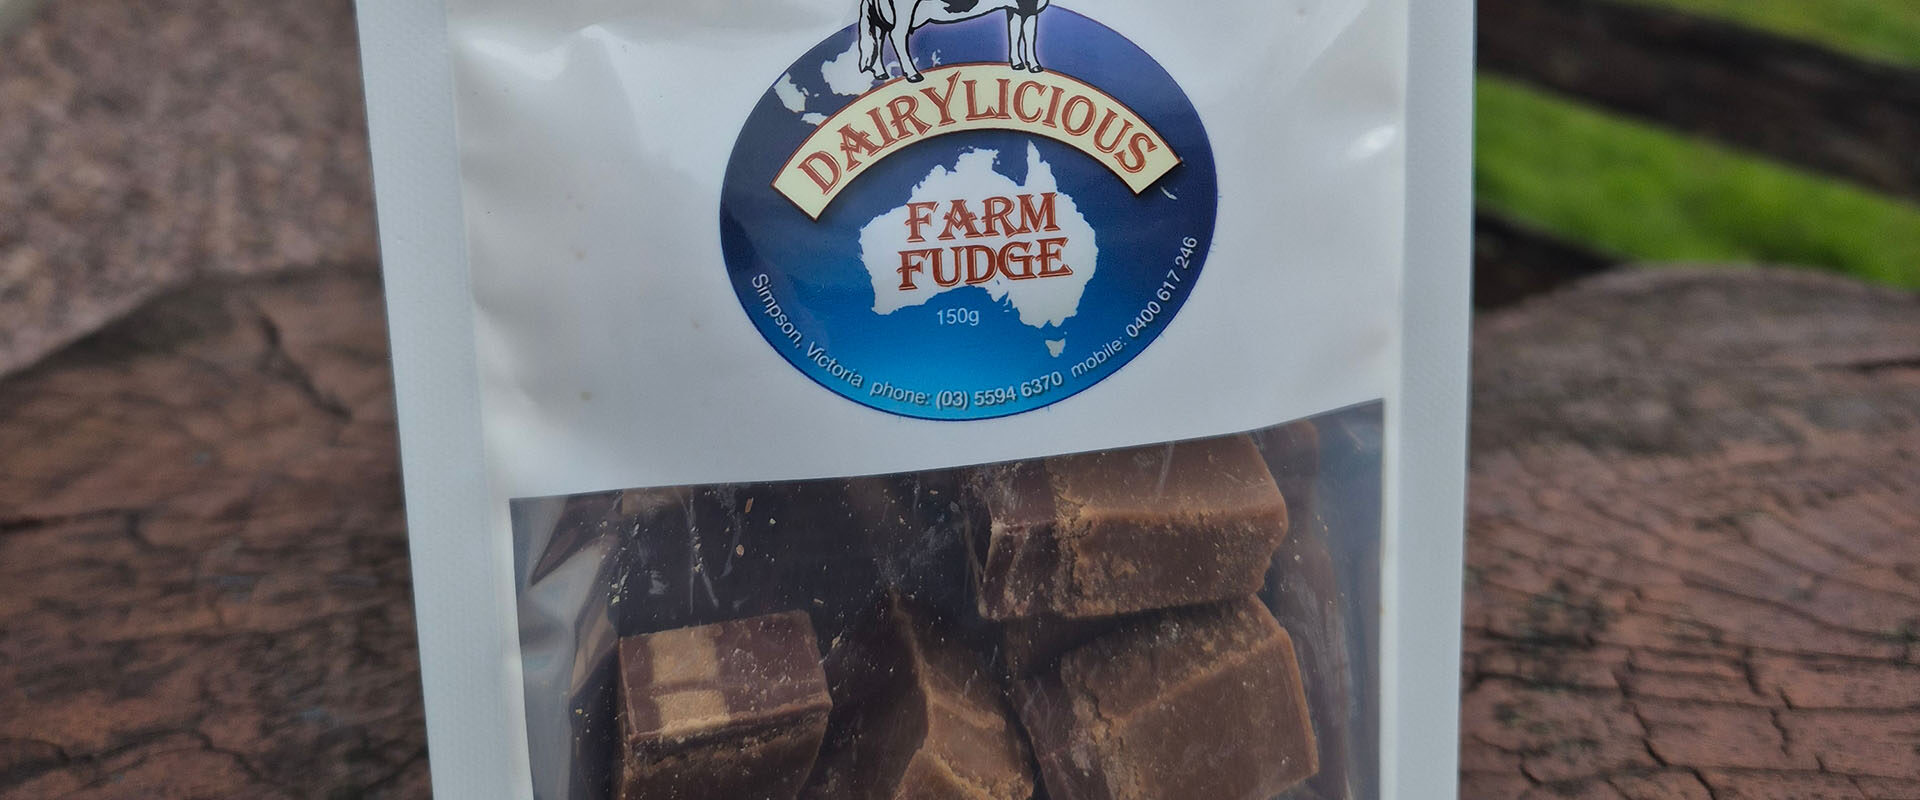 DAIRYLICIOUS
FARM
FUDGE
150g
Simpson, Victoria phone: (03) 5594 6370 mobile: 0400 617 246